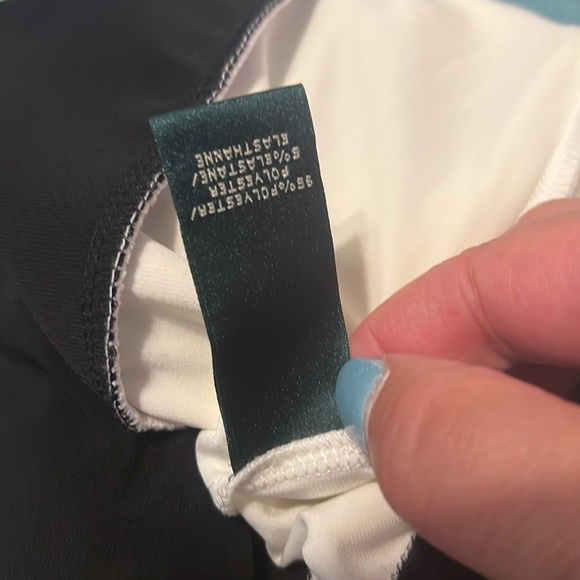 95%POLYESTER/
POLYESTER
5%ELASTANE/
ELASTHANNE